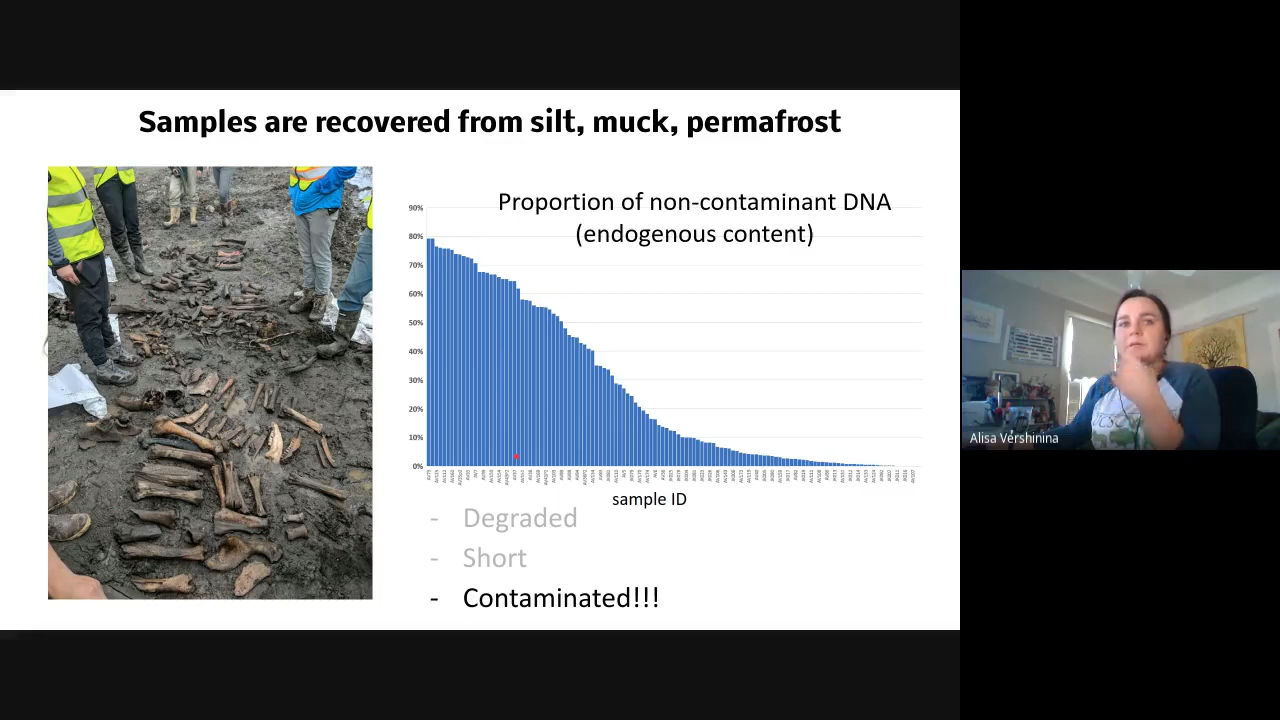 Samples are recovered from silt, muck, permafrost
Proportion of non-contaminant DNA
(endogenous content)
90%
80%
70%
60%
50%
40%
30%
20%
10%
0%
sample ID
- Degraded
- Short
- Contaminated!!!
Alisa Vershinina